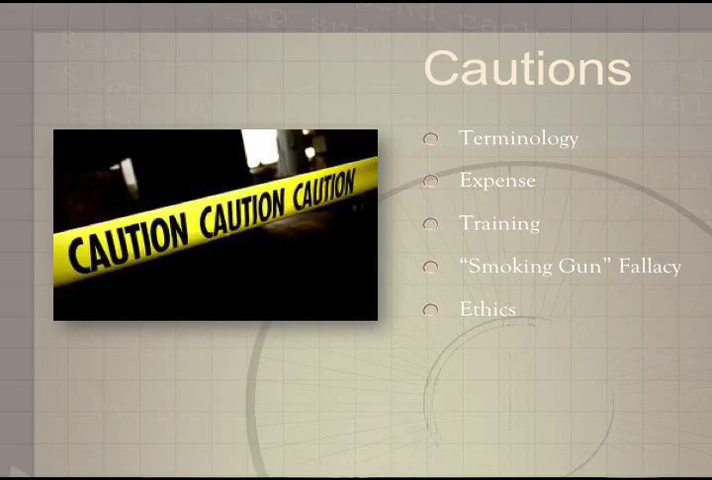 Cautions
CAUTION CAUTION CAUTION
Terminology
Expense
Training
“Smoking Gun” Fallacy
Ethics